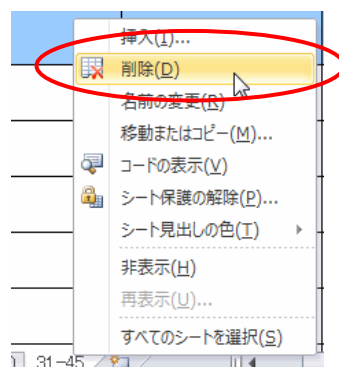 挿入(I)...
削除(D)
名前の変更(R)
移動またはコピー(M)...
コードの表示(V)
シート保護の解除(P)...
シート見出しの色(T)
非表示(H)
再表示(U)...
すべてのシートを選択(S)
31-45